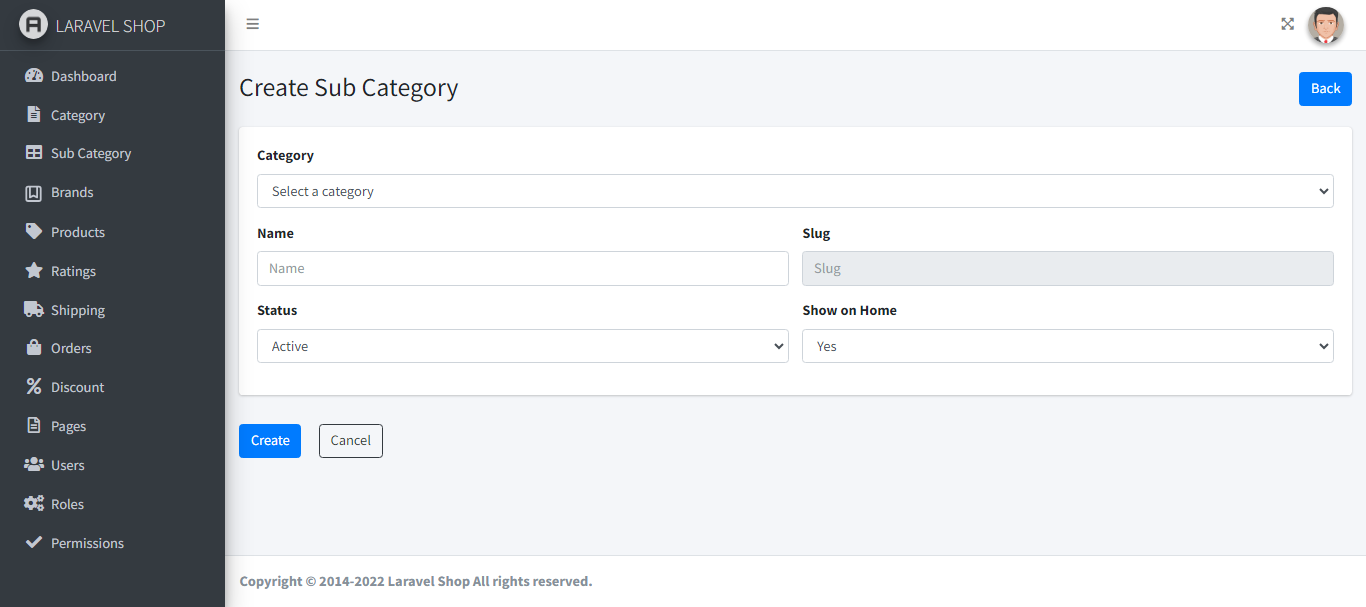 LARAVEL SHOP
Dashboard
Category
Sub Category
Brands
Products
Ratings
Shipping
Orders
Discount
Pages
Users
Roles
Permissions
Create Sub Category
Back
Category
Select a category
Name
Slug
Name
Slug
Status
Show on Home
Active
Yes
Create
Cancel
Copyright © 2014-2022 Laravel Shop All rights reserved.